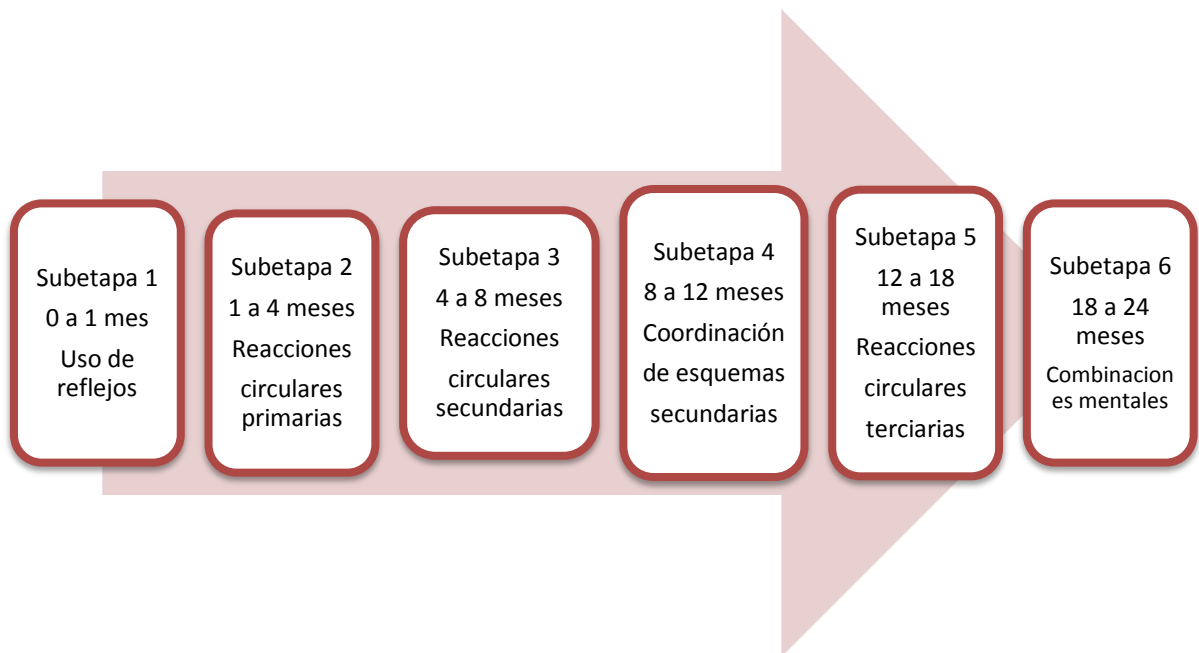 Subetapa 1
0 a 1 mes
Uso de
reflejos
Subetapa 2
1 a 4 meses
Reacciones
circulares
primarias
Subetapa 3
4 a 8 meses
Reacciones
circulares
secundarias
Subetapa 4
8 a 12 meses
Coordinación
de esquemas
secundarias
Subetapa 5
12 a 18
meses
Reacciones
circulares
terciarias
Subetapa 6
18 a 24
meses
Combinacion
es mentales